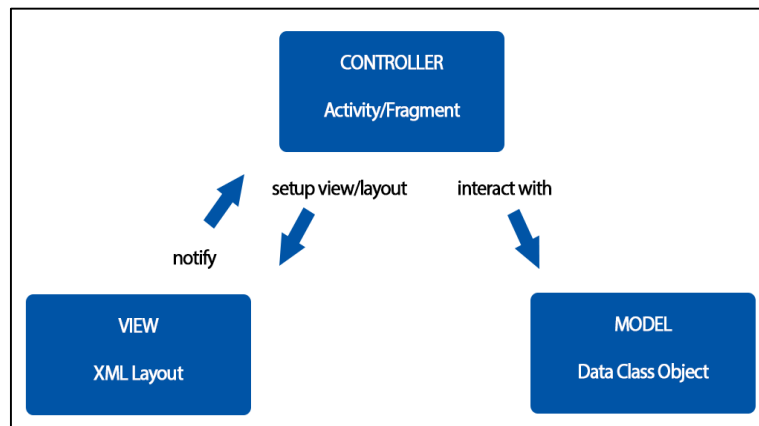 CONTROLLER
Activity/Fragment
setup view/layout
interact with
notify
VIEW
XML Layout
MODEL
Data Class Object